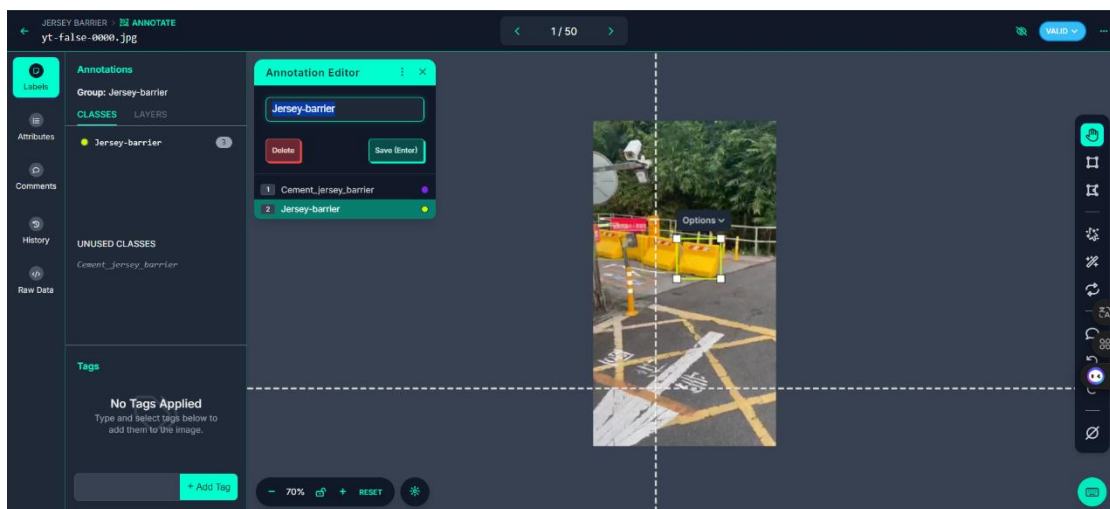 JERSEY BARRIER > ANNOTATE
yt-false-0000.jpg
1 / 50
VALID
Labels
Attributes
Comments
History
Raw Data
Annotations
Group: Jersey-barrier
CLASSES LAYERS
Jersey-barrier 3
UNUSED CLASSES
Cement_jersey_barrier
Tags
No Tags Applied
Type and select tags below to
add them to the image.
+ Add Tag
Annotation Editor
Jersey-barrier
Delete Save (Enter)
1 Cement_jersey_barrier
2 Jersey-barrier
Options
- 70% + RESET